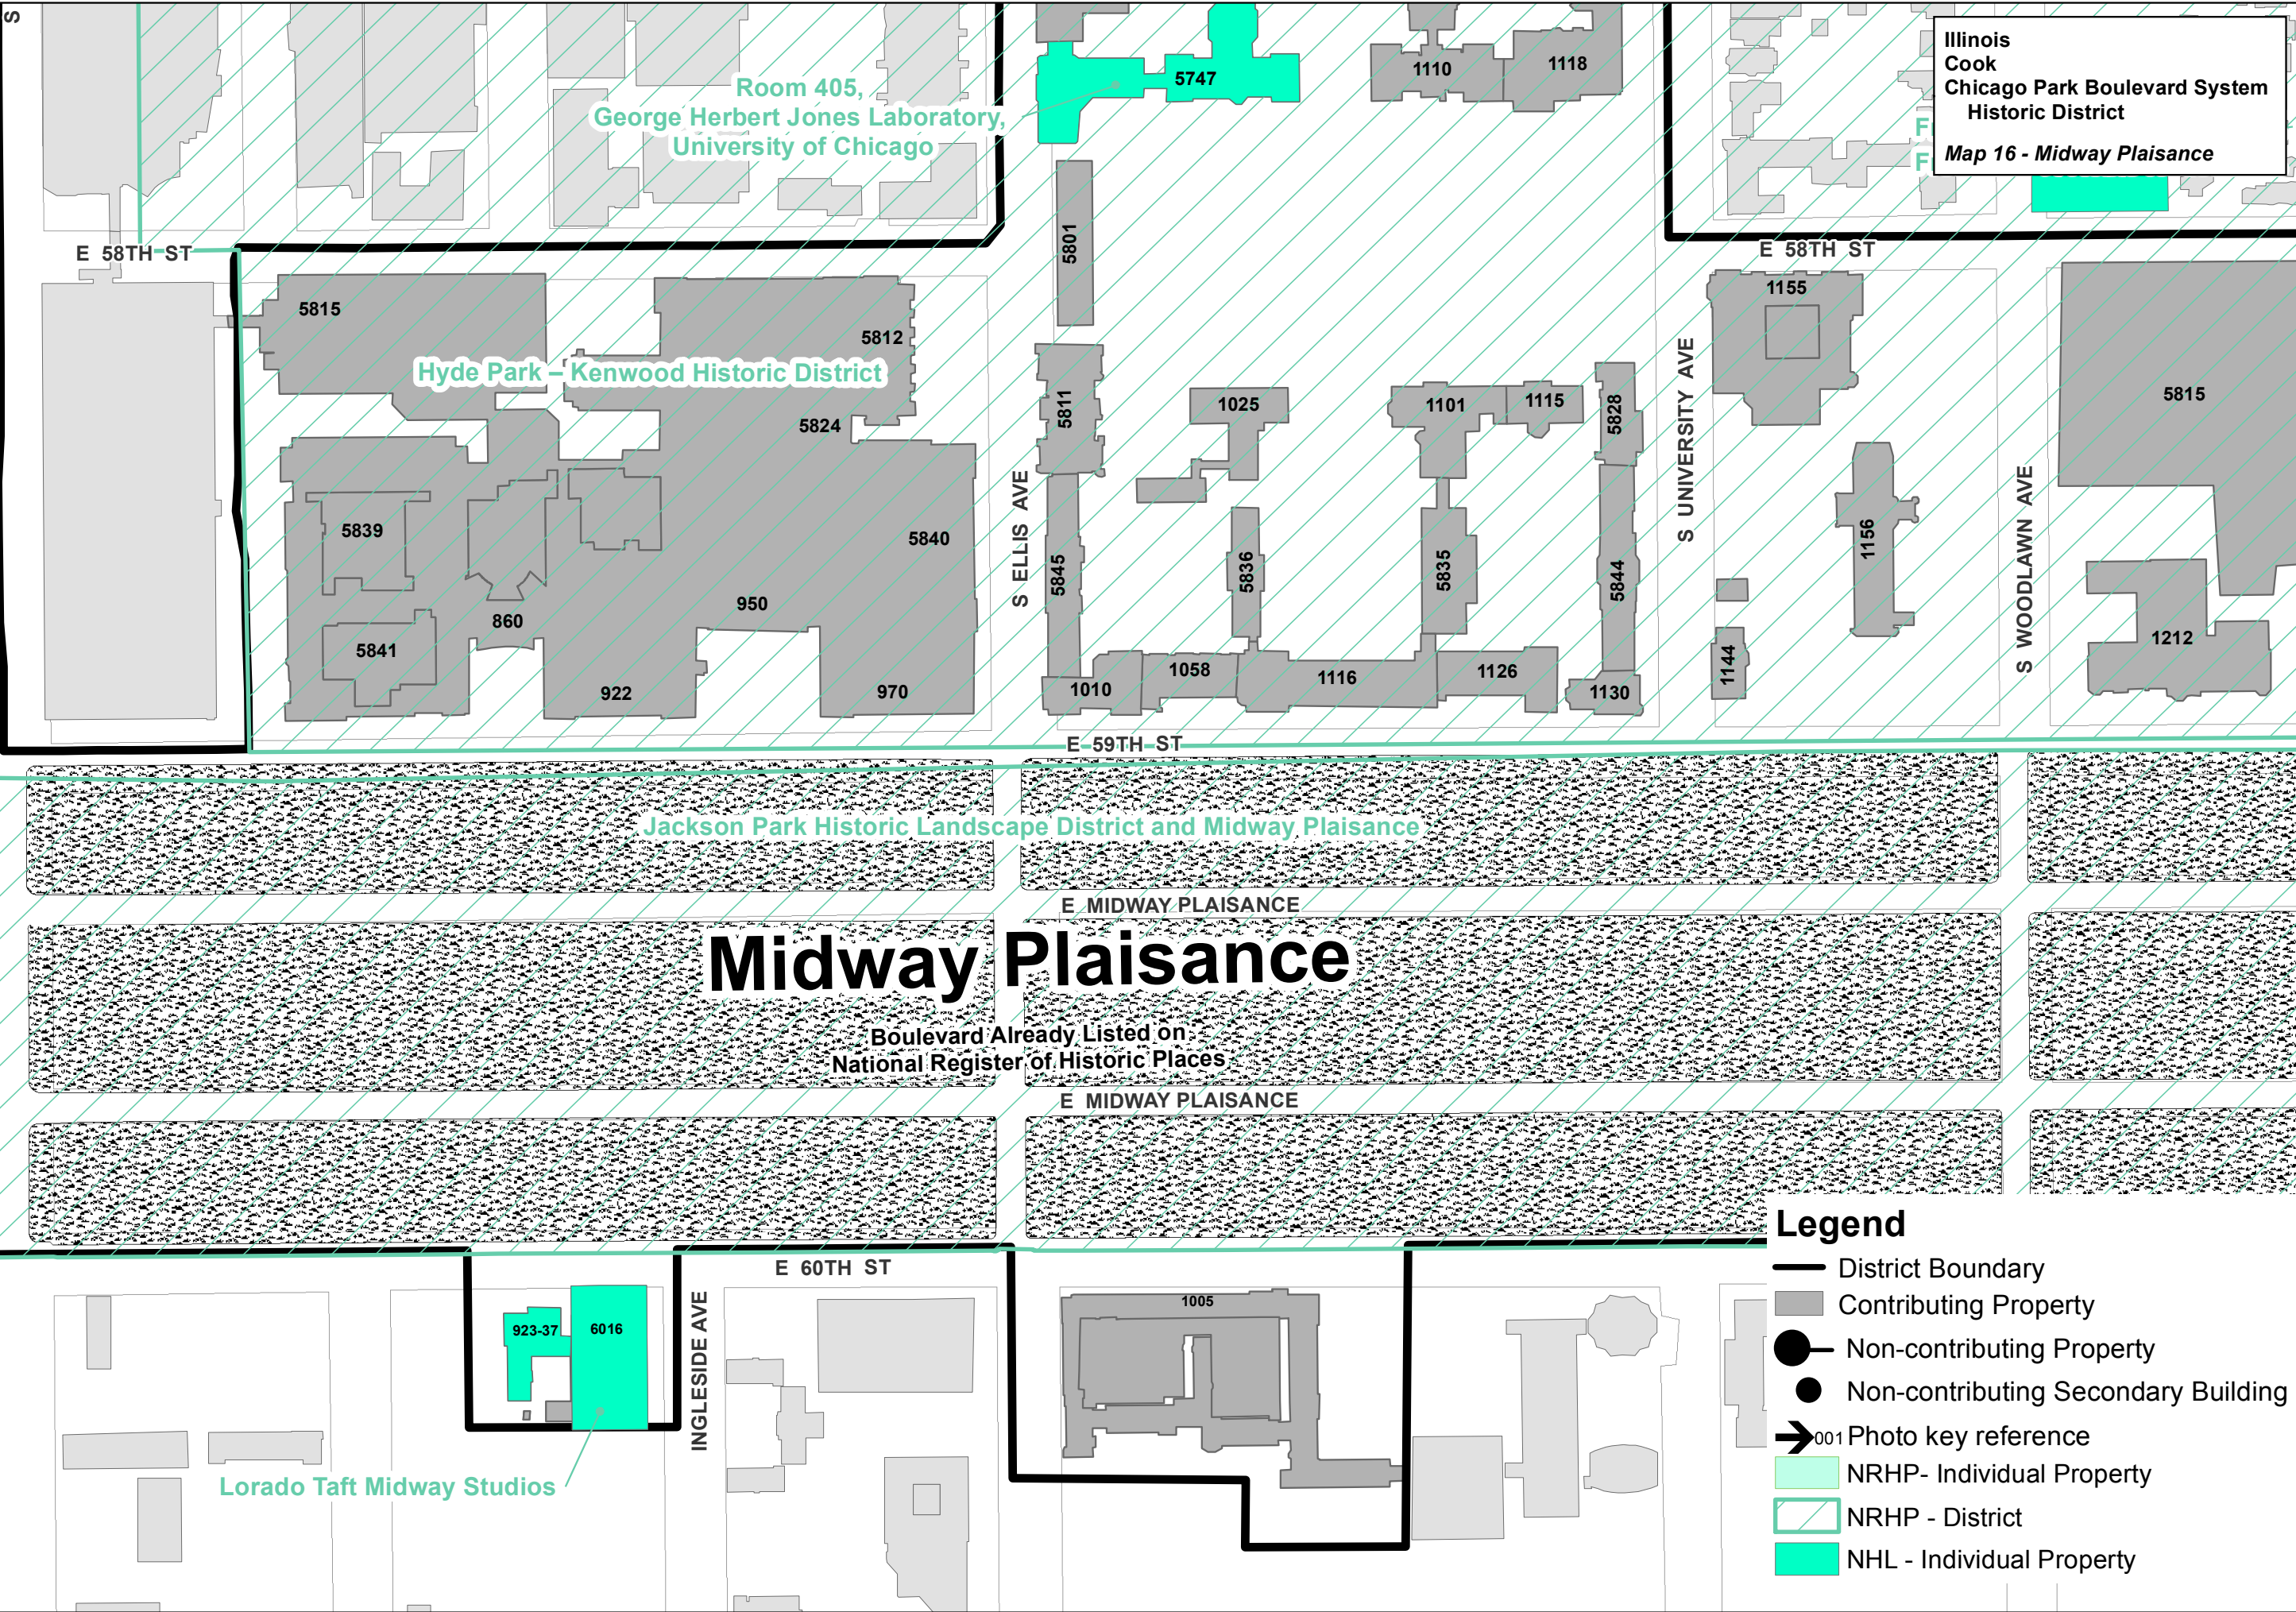 S
Illinois
Cook
Chicago Park Boulevard System
Historic District
Map 16 - Midway Plaisance
Room 405,
George Herbert Jones Laboratory,
University of Chicago
5747
1110
1118
F
F
5801
E 58TH ST
E 58TH ST
5815
5812
Hyde Park – Kenwood Historic District
5824
5839
5840
860
950
5841
922
970
S ELLIS AVE
5811
1025
1101
1115
5828
5845
5836
5835
5844
1010
1058
1116
1126
1130
S UNIVERSITY AVE
1155
1156
1144
S WOODLAWN AVE
5815
1212
E 59TH ST
Jackson Park Historic Landscape District and Midway Plaisance
E MIDWAY PLAISANCE
Midway Plaisance
Boulevard Already Listed on
National Register of Historic Places
E MIDWAY PLAISANCE
E 60TH ST
923-37
6016
INGLESIDE AVE
1005
Lorado Taft Midway Studios
Legend
District Boundary
Contributing Property
Non-contributing Property
Non-contributing Secondary Building
001 Photo key reference
NRHP- Individual Property
NRHP - District
NHL - Individual Property